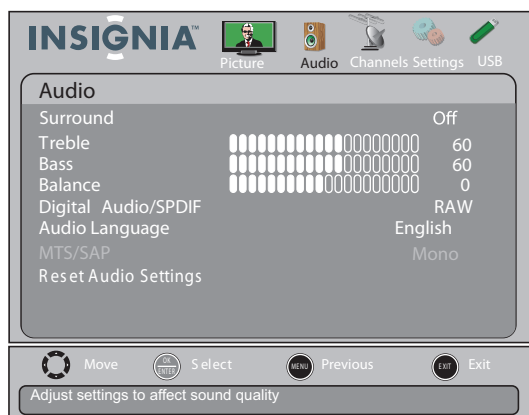 INSIGNIA™
Picture Audio Channels Settings USB
Audio
Surround Off
Treble 60
Bass 60
Balance 0
Digital Audio/SPDIF RAW
Audio Language English
MTS/SAP Mono
Reset Audio Settings
Move OK ENTER Select MENU Previous EXIT Exit
Adjust settings to affect sound quality